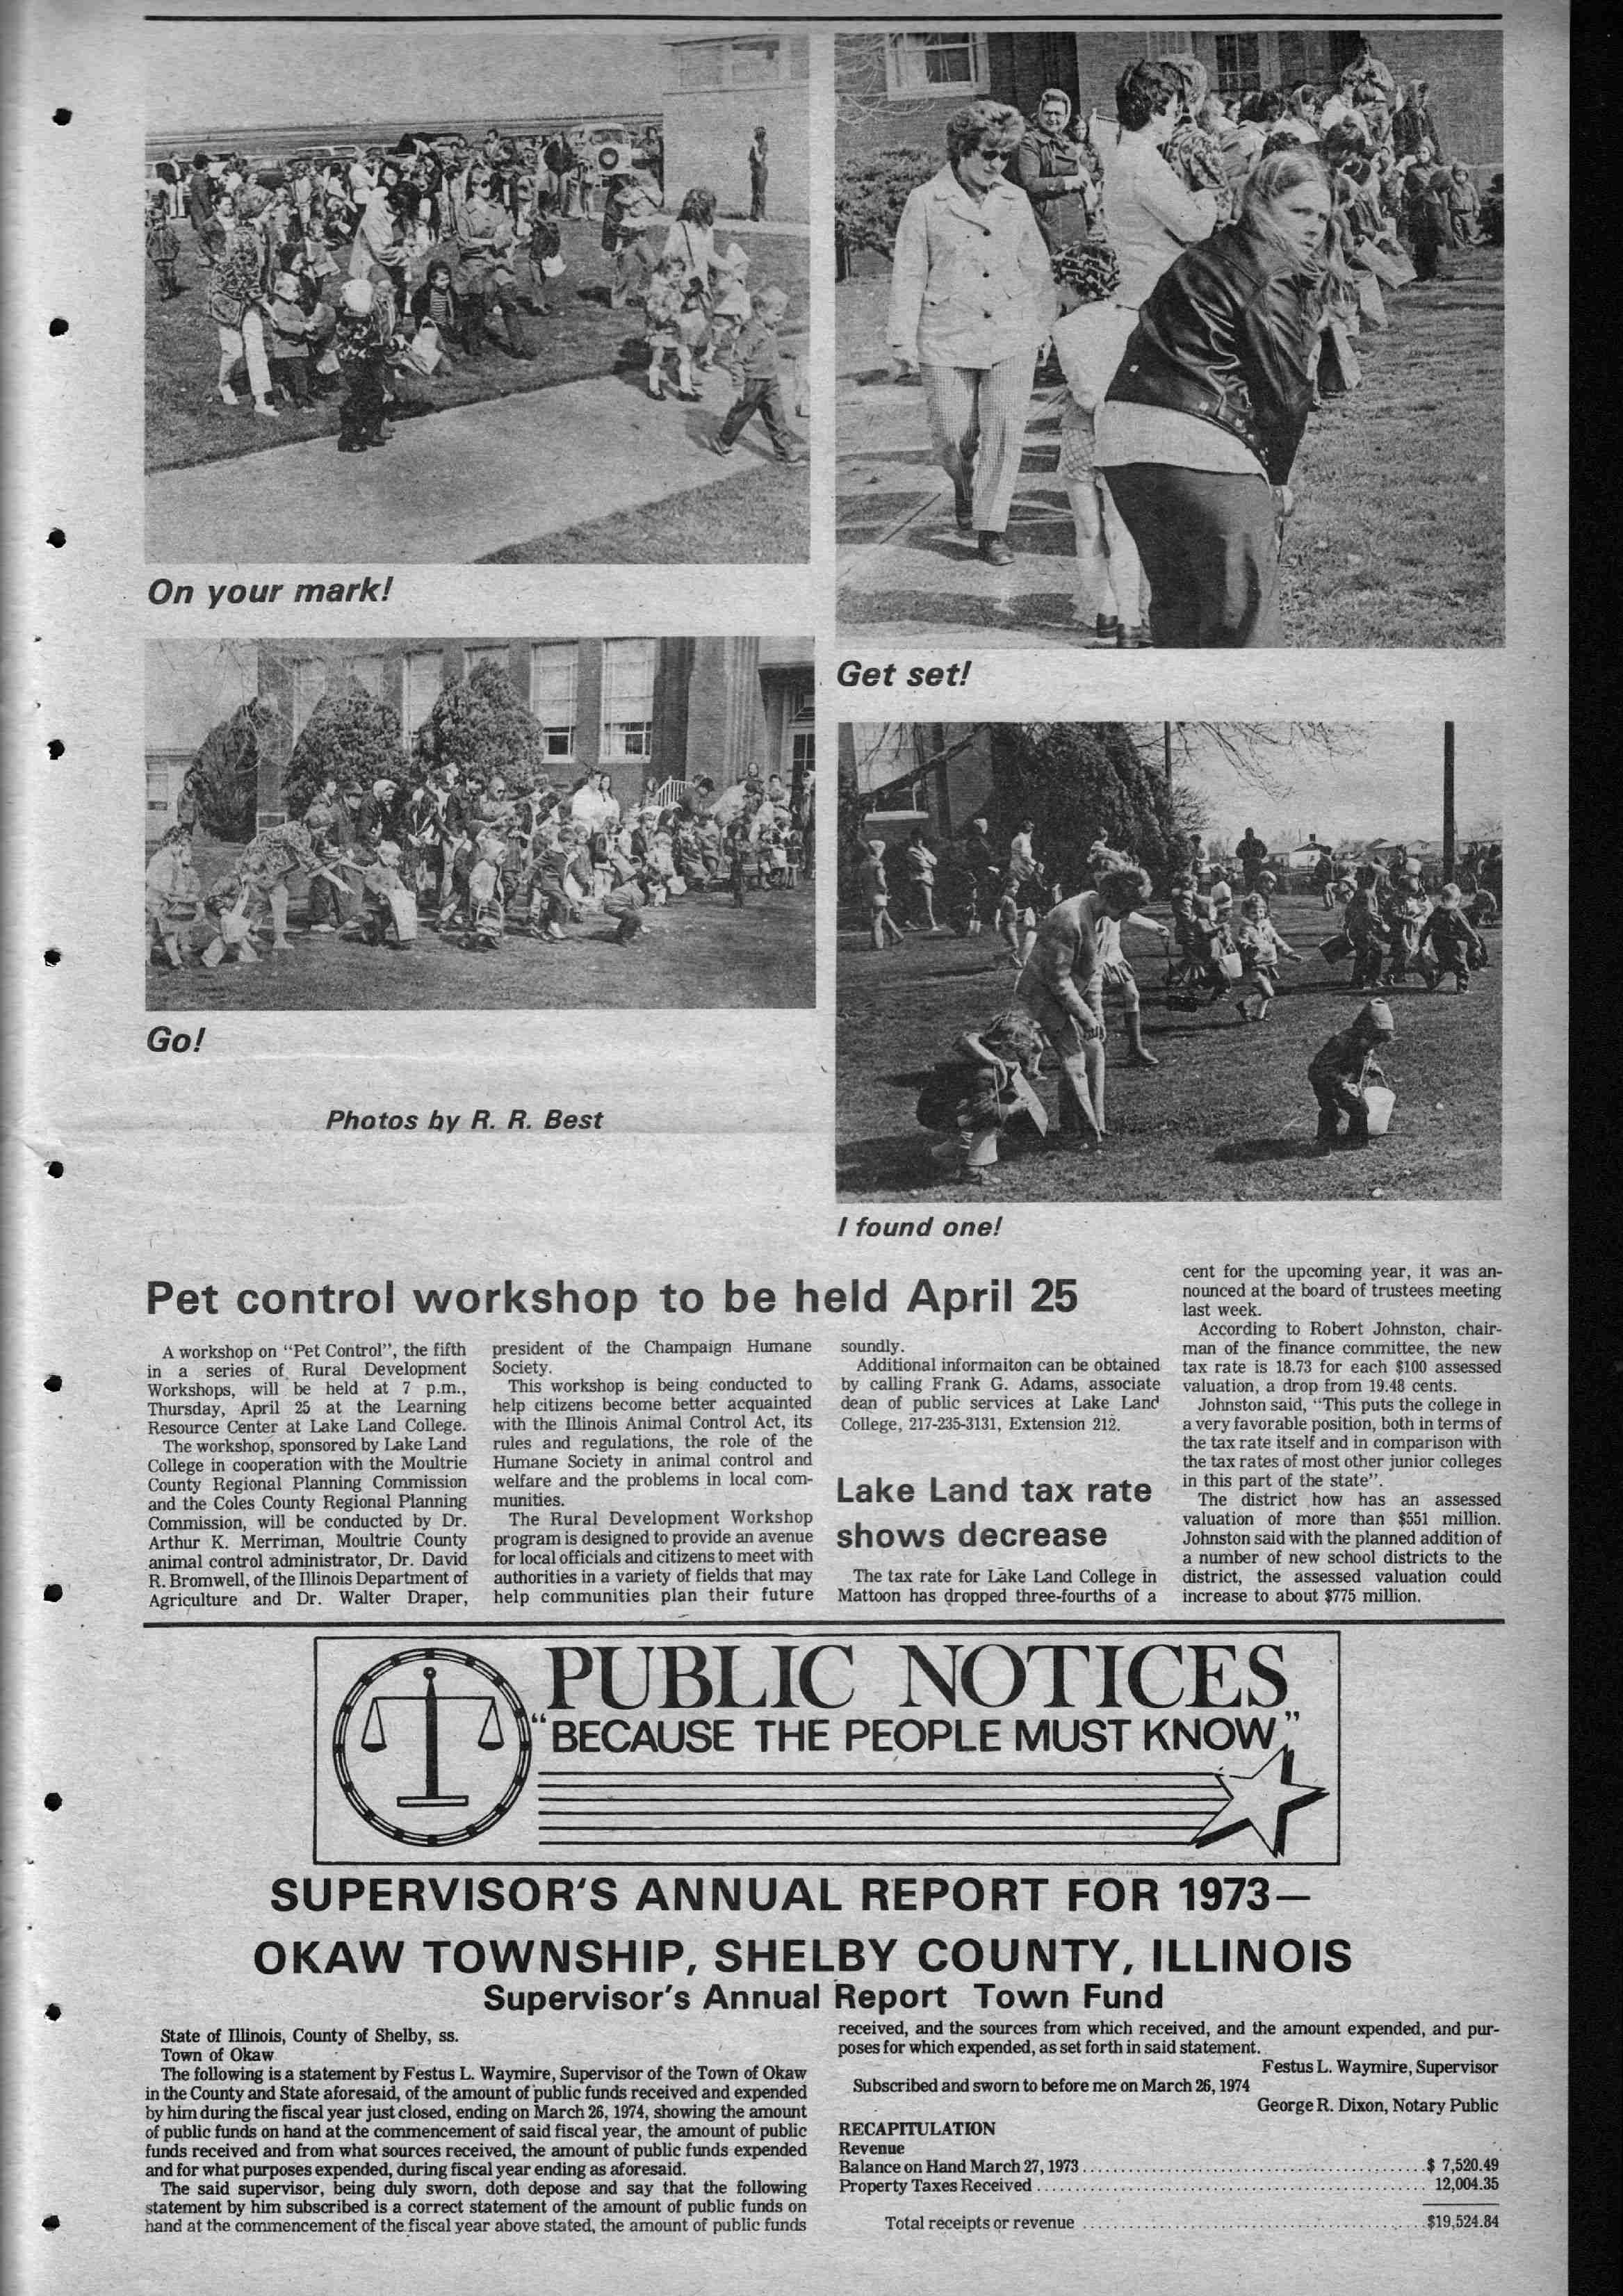 On your mark!
Get set!
Go!
Photos by R. R. Best
I found one!
Pet control workshop to be held April 25
A workshop on "Pet Control", the fifth
in a series of Rural Development
Workshops, will be held at 7 p.m.,
Thursday, April 25 at the Learning
Resource Center at Lake Land College.
The workshop, sponsored by Lake Land
College in cooperation with the Moultrie
County Regional Planning Commission
and the Coles County Regional Planning
Commission, will be conducted by Dr.
Arthur K. Merriman, Moultrie County
animal control administrator, Dr. David
R. Bromwell, of the Illinois Department of
Agriculture and Dr. Walter Draper,
president of the Champaign Humane
Society.
This workshop is being conducted to
help citizens become better acquainted
with the Illinois Animal Control Act, its
rules and regulations, the role of the
Humane Society in animal control and
welfare and the problems in local com-
munities.
The Rural Development Workshop
program is designed to provide an avenue
for local officials and citizens to meet with
authorities in a variety of fields that may
help communities plan their future
soundly.
Additional informaiton can be obtained
by calling Frank G. Adams, associate
dean of public services at Lake Land
College, 217-235-3131, Extension 212.
Lake Land tax rate
shows decrease
The tax rate for Lake Land College in
Mattoon has dropped three-fourths of a
cent for the upcoming year, it was an-
nounced at the board of trustees meeting
last week.
According to Robert Johnston, chair-
man of the finance committee, the new
tax rate is 18.73 for each $100 assessed
valuation, a drop from 19.48 cents.
Johnston said, "This puts the college in
a very favorable position, both in terms of
the tax rate itself and in comparison with
the tax rates of most other junior colleges
in this part of the state".
The district how has an assessed
valuation of more than $551 million.
Johnston said with the planned addition of
a number of new school districts to the
district, the assessed valuation could
increase to about $775 million.
PUBLIC NOTICES
"BECAUSE THE PEOPLE MUST KNOW"
SUPERVISOR'S ANNUAL REPORT FOR 1973—
OKAW TOWNSHIP, SHELBY COUNTY, ILLINOIS
Supervisor's Annual Report Town Fund
State of Illinois, County of Shelby, ss.
Town of Okaw
The following is a statement by Festus L. Waymire, Supervisor of the Town of Okaw
in the County and State aforesaid, of the amount of public funds received and expended
by him during the fiscal year just closed, ending on March 26, 1974, showing the amount
of public funds on hand at the commencement of said fiscal year, the amount of public
funds received and from what sources received, the amount of public funds expended
and for what purposes expended, during fiscal year ending as aforesaid.
The said supervisor, being duly sworn, doth depose and say that the following
statement by him subscribed is a correct statement of the amount of public funds on
hand at the commencement of the fiscal year above stated, the amount of public funds
received, and the sources from which received, and the amount expended, and pur-
poses for which expended, as set forth in said statement.
Festus L. Waymire, Supervisor
Subscribed and sworn to before me on March 26, 1974
George R. Dixon, Notary Public
RECAPITULATION
Revenue
Balance on Hand March 27, 1973 ........ $ 7,520.49
Property Taxes Received ........ 12,004.35
Total receipts or revenue ........ $19,524.84